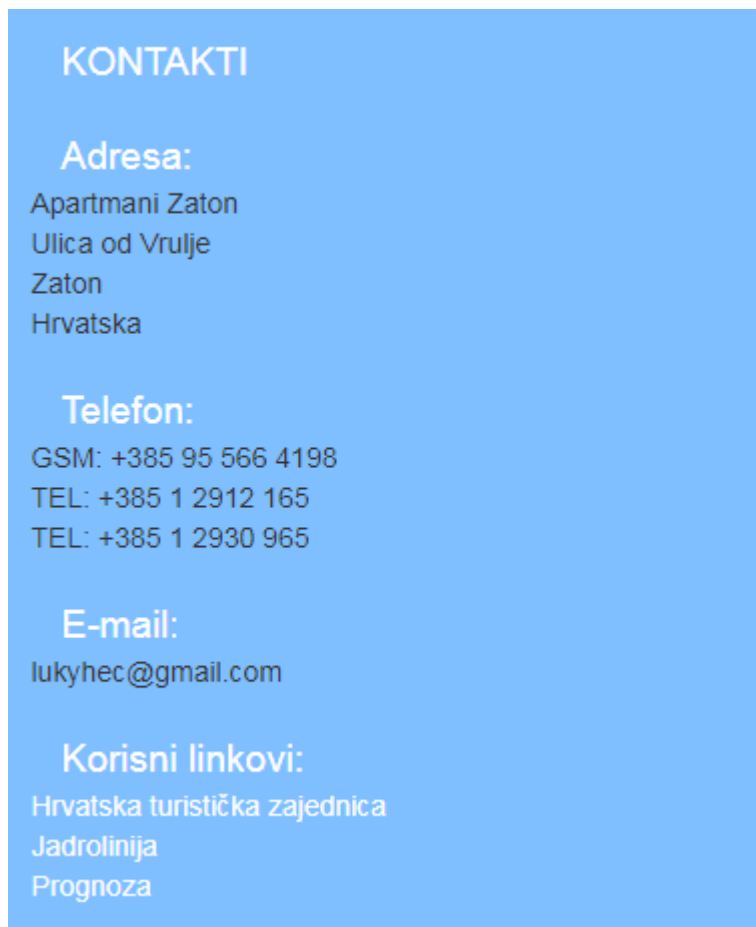 KONTAKTI
Adresa:
Apartmani Zaton
Ulica od Vrulje
Zaton
Hrvatska
Telefon:
GSM: +385 95 566 4198
TEL: +385 1 2912 165
TEL: +385 1 2930 965
E-mail:
lukyhec@gmail.com
Korisni linkovi:
Hrvatska turistička zajednica
Jadrolinija
Prognoza